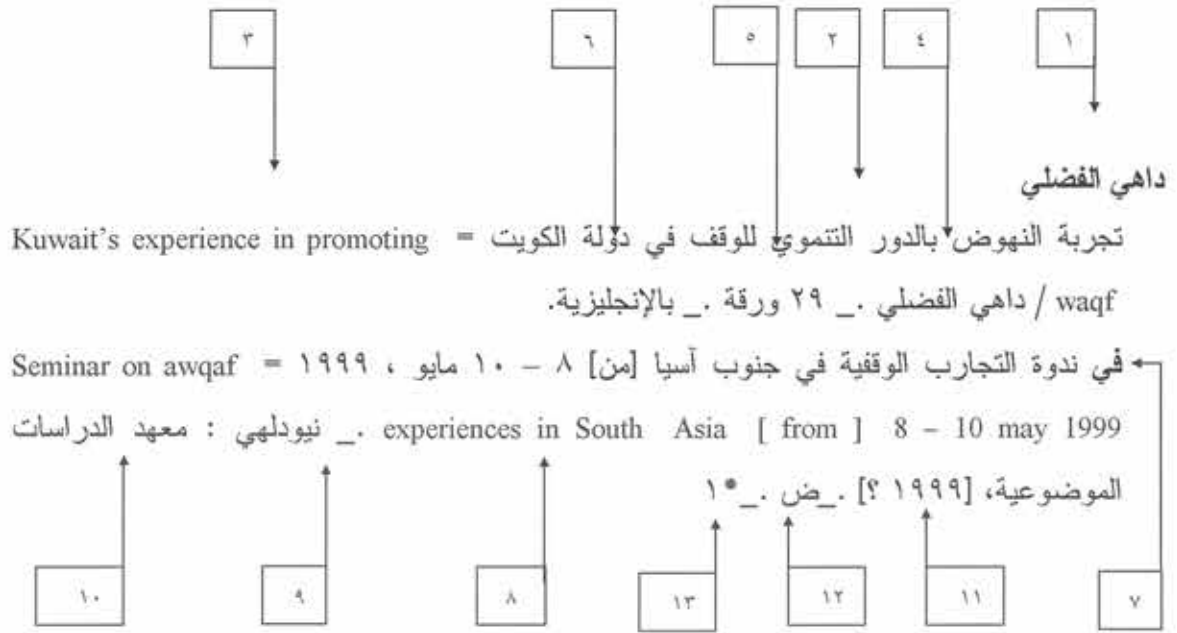 ١ ٤ ٢ ٥ ٦ ٣
داهي الفضلي
تجربة النهوض بالدور التنموي للوقف في دولة الكويت = Kuwait's experience in promoting
waqf / داهي الفضلي ._ ٢٩ ورقة ._ بالإنجليزية.
في ندوة التجارب الوقفية في جنوب آسيا [من] ٨ – ١٠ مايو ، ١٩٩٩ = Seminar on awqaf
experiences in South Asia [ from ] 8 – 10 may 1999 ._ نيودلهي : معهد الدراسات
الموضوعية، [١٩٩٩ ؟] ._ض ._*١
٧ ١١ ١٢ ١٣ ٨ ٩ ١٠